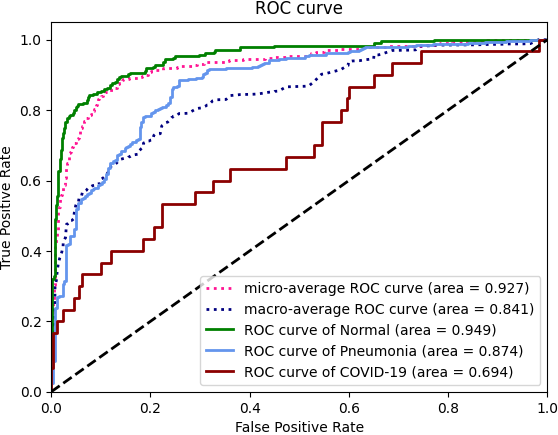 ROC curve
True Positive Rate
1.0
0.8
0.6
0.4
0.2
0.0
micro-average ROC curve (area = 0.927)
macro-average ROC curve (area = 0.841)
ROC curve of Normal (area = 0.949)
ROC curve of Pneumonia (area = 0.874)
ROC curve of COVID-19 (area = 0.694)
0.0 0.2 0.4 0.6 0.8 1.0
False Positive Rate